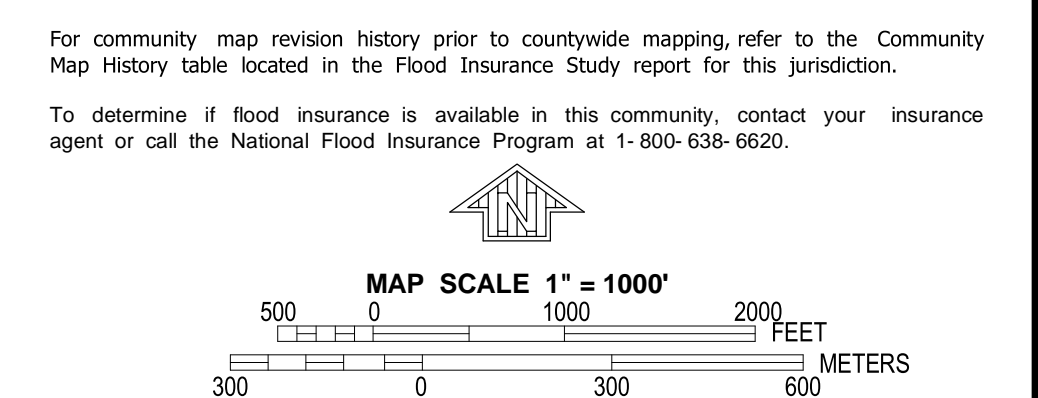 For community map revision history prior to countywide mapping, refer to the Community
Map History table located in the Flood Insurance Study report for this jurisdiction.
To determine if flood insurance is available in this community, contact your insurance
agent or call the National Flood Insurance Program at 1- 800- 638- 6620.
N
MAP SCALE 1" = 1000'
500 0 1000 2000
FEET
METERS
300 0 300 600